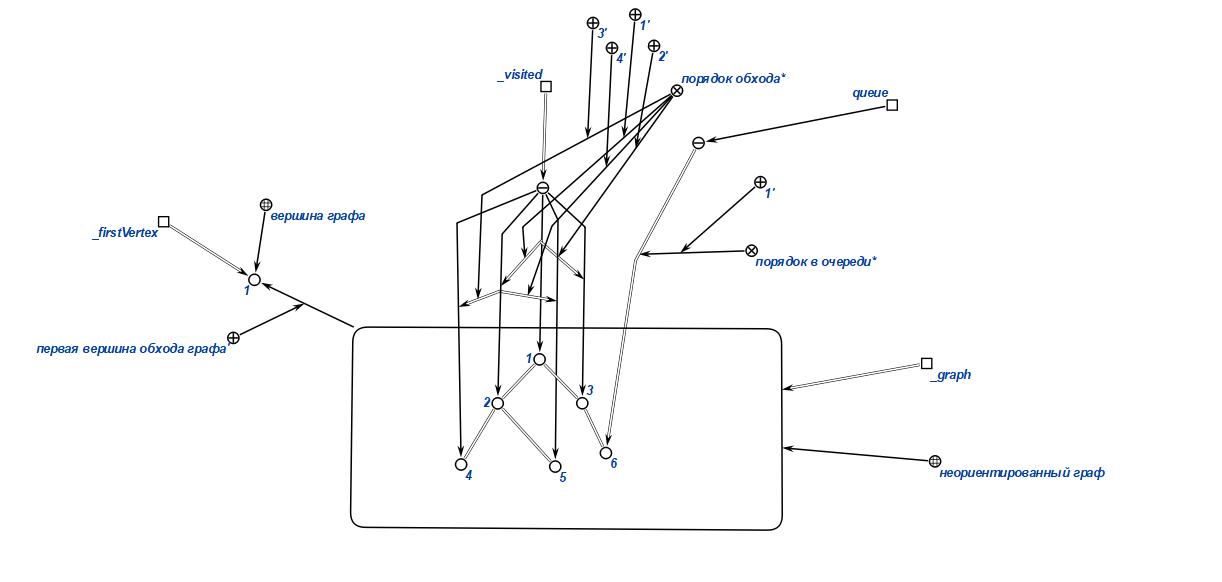 3'
1'
4'
2'
_visited
порядок обхода*
queue
1'
вершина графа
_firstVertex
порядок в очереди*
1
первая вершина обхода графа'
1
_graph
2
3
4
5
6
неориентированный граф